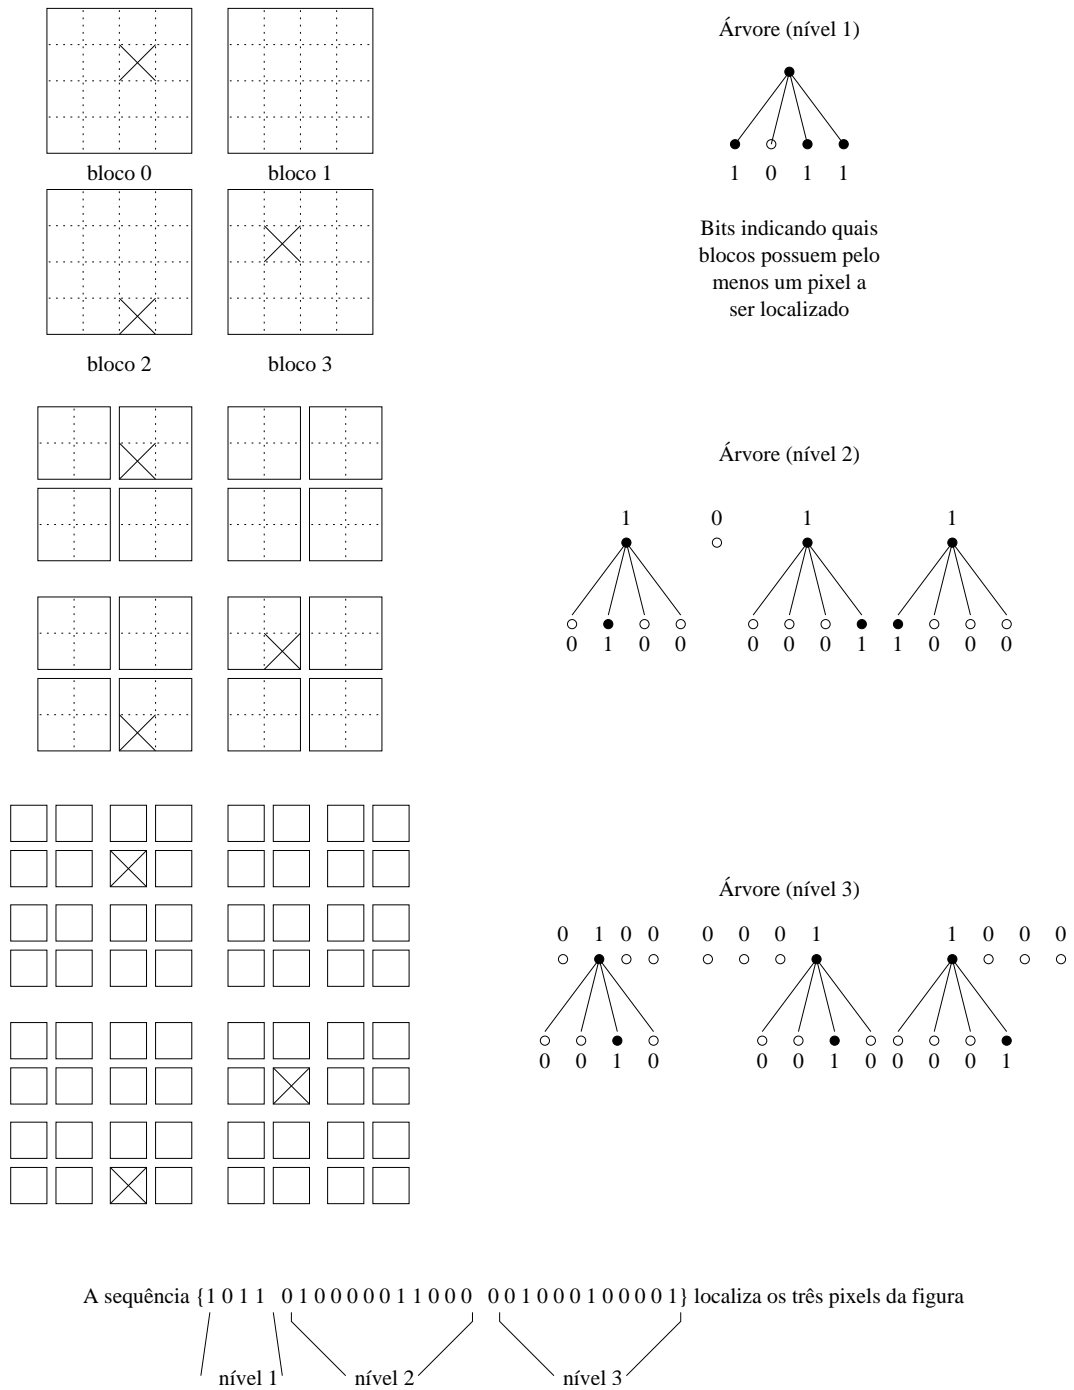 Árvore (nível 1)
1 0 1 1
bloco 0 bloco 1
Bits indicando quais
blocos possuem pelo
menos um pixel a
ser localizado
bloco 2 bloco 3
Árvore (nível 2)
1 0 1 1
0 1 0 0 0 0 0 1 1 0 0 0
Árvore (nível 3)
0 1 0 0 0 0 0 1 1 0 0 0
0 0 1 0 0 0 1 0 0 0 0 1
A sequência {1 0 1 1 0 1 0 0 0 0 0 1 1 0 0 0 0 0 1 0 0 0 1 0 0 0 0 1} localiza os três pixels da figura
nível 1 nível 2 nível 3